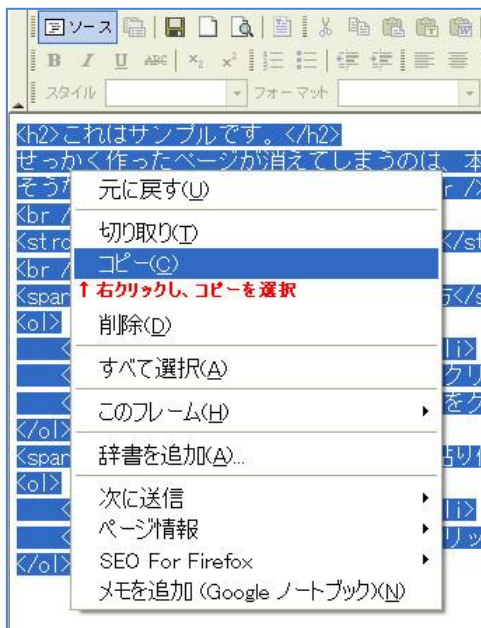 ソース
B I U ABC x₂ x²
スタイル フォーマット
<h2>これはサンプルです。</h2>
せっかく作ったページが消えてしまうのは、本
そうな r />
<br /
<stro </st
<br /
<span 5</s
<ol>
< li>
< クリ
< をク
</ol>
<span 貼り付
<ol>
< li>
< リッ
</ol>
元に戻す(U)
切り取り(T)
コピー(C)
↑右クリックし、コピーを選択
削除(D)
すべて選択(A)
このフレーム(H)
辞書を追加(A)...
次に送信
ページ情報
SEO For Firefox
メモを追加 (Google ノートブック)(N)